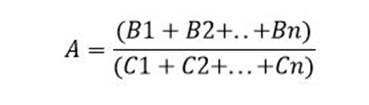 A = (B1 + B2+..+Bn) / (C1 + C2+...+Cn)